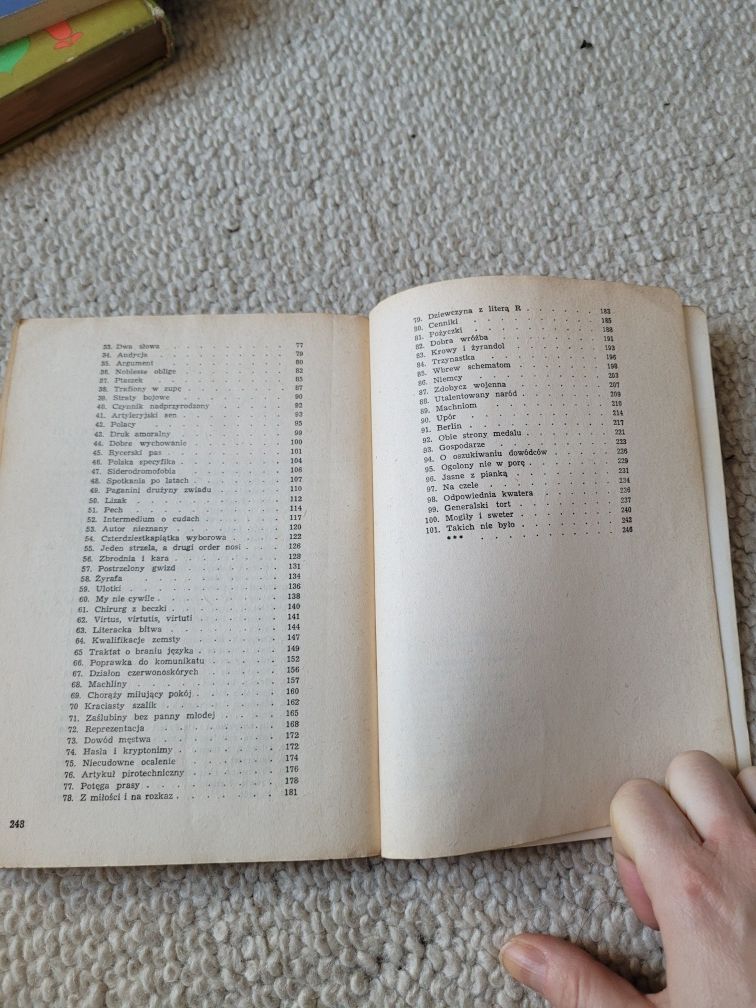 33. Dwa słowa 77
34. Audycja 79
35. Argument 80
36. Noblesse oblige 82
37. Ptaszek 85
38. Trafiony w zupę 87
39. Straty bojowe 90
40. Czynnik nadprzyrodzony 92
41. Artyleryjski sen 93
42. Polacy 95
43. Druk amoralny 99
44. Dobre wychowanie 100
45. Rycerski pas 101
46. Polska specyfika 104
47. Siderodromofobia 106
48. Spotkania po latach 107
49. Paganini drużyny zwiadu 110
50. Lizak 112
51. Pech 114
52. Intermedium o cudach 117
53. Autor nieznany 120
54. Czterdziestkapiątka wyborowa 122
55. Jeden strzela, a drugi order nosi 126
56. Zbrodnia i kara 128
57. Postrzelony gwizd 131
58. Żyrafa 134
59. Ulotki 136
60. My nie cywile 138
61. Chirurg z beczki 140
62. Virtus, virtutis, virtuti 141
63. Literacka bitwa 144
64. Kwalifikacje zemsty 147
65 Traktat o braniu języka 149
66. Poprawka do komunikatu 152
67. Działon czerwonoskórych 156
68. Machliny 157
69. Chorąży miłujący pokój 160
70 Kraciasty szalik 162
71. Zaślubiny bez panny młodej 165
72. Reprezentacja 168
73. Dowód męstwa 172
74. Hasła i kryptonimy 172
75. Niecudowne ocalenie 174
76. Artykuł pirotechniczny 176
77. Potęga prasy 178
78. Z miłości i na rozkaz 181
248
79. Dziewczyna z literą R 183
80. Cenniki 185
81. Pożyczki 188
82. Dobra wróżba 191
83. Krowy i żyrandol 193
84. Trzynastka 196
85. Wbrew schematom 198
86. Niemcy 203
87. Zdobycz wojenna 207
88. Utalentowany naród 209
89. Machniom 210
90. Upór 214
91. Berlin 217
92. Obie strony medalu 221
93. Gospodarze 223
94. O oszukiwaniu dowódców 226
95. Ogolony nie w porę 229
96. Jasne z pianką 231
97. Na czele 234
98. Odpowiednia kwatera 236
99. Generalski tort 237
100. Mogiły i sweter 240
101. Takich nie było 242
*** 246